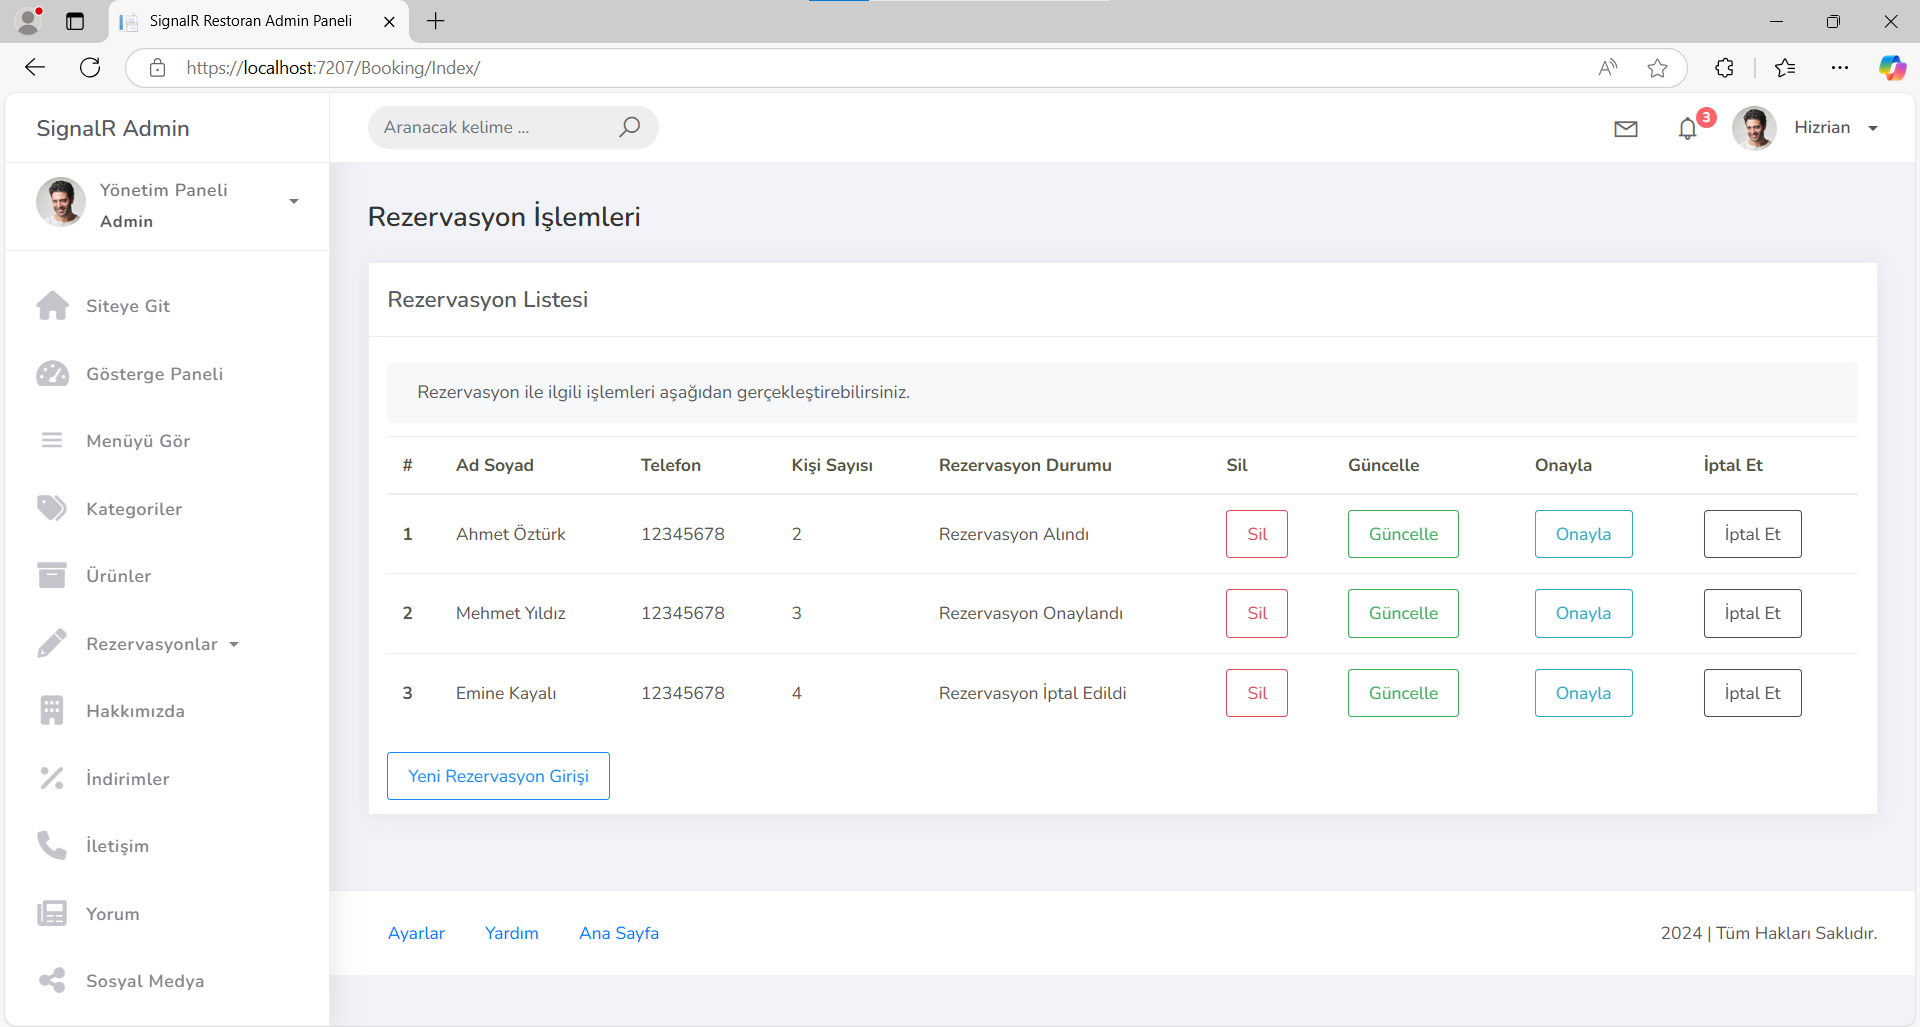 SignalR Restoran Admin Paneli
https://localhost:7207/Booking/Index/
SignalR Admin
Aranacak kelime ...
3
Hizrian
Yönetim Paneli
Admin
Siteye Git
Gösterge Paneli
Menüyü Gör
Kategoriler
Ürünler
Rezervasyonlar
Hakkımızda
İndirimler
İletişim
Yorum
Sosyal Medya
Rezervasyon İşlemleri
Rezervasyon Listesi
Rezervasyon ile ilgili işlemleri aşağıdan gerçekleştirebilirsiniz.
# Ad Soyad Telefon Kişi Sayısı Rezervasyon Durumu Sil Güncelle Onayla İptal Et
1 Ahmet Öztürk 12345678 2 Rezervasyon Alındı Sil Güncelle Onayla İptal Et
2 Mehmet Yıldız 12345678 3 Rezervasyon Onaylandı Sil Güncelle Onayla İptal Et
3 Emine Kayalı 12345678 4 Rezervasyon İptal Edildi Sil Güncelle Onayla İptal Et
Yeni Rezervasyon Girişi
Ayarlar Yardım Ana Sayfa
2024 | Tüm Hakları Saklıdır.